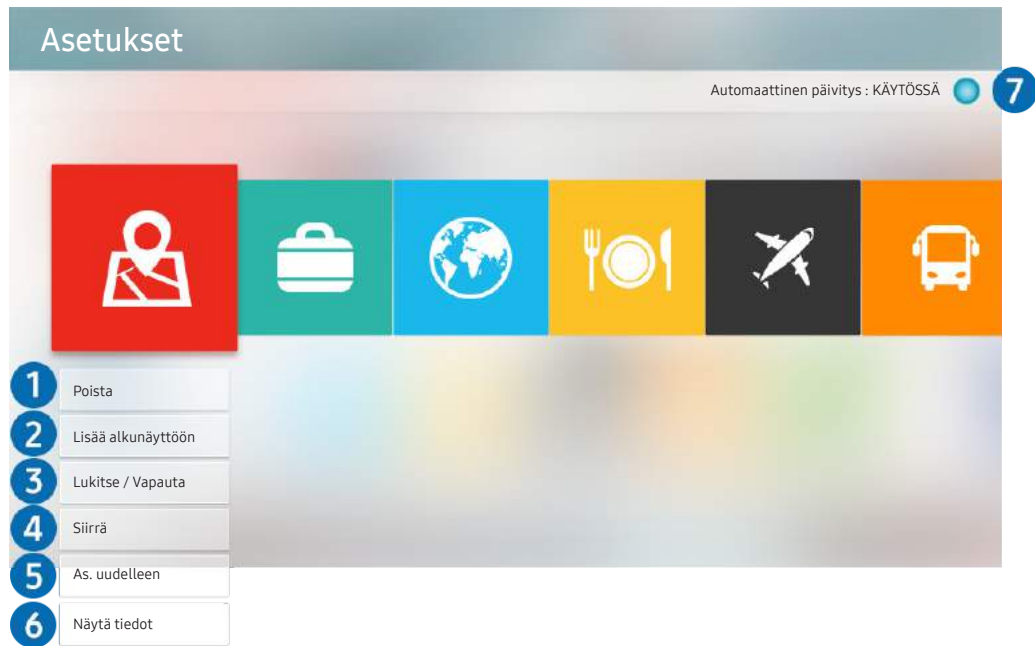 Asetukset
Automaattinen päivitys : KÄYTÖSSÄ 7
1 Poista
2 Lisää alkunäyttöön
3 Lukitse / Vapauta
4 Siirrä
5 As. uudelleen
6 Näytä tiedot